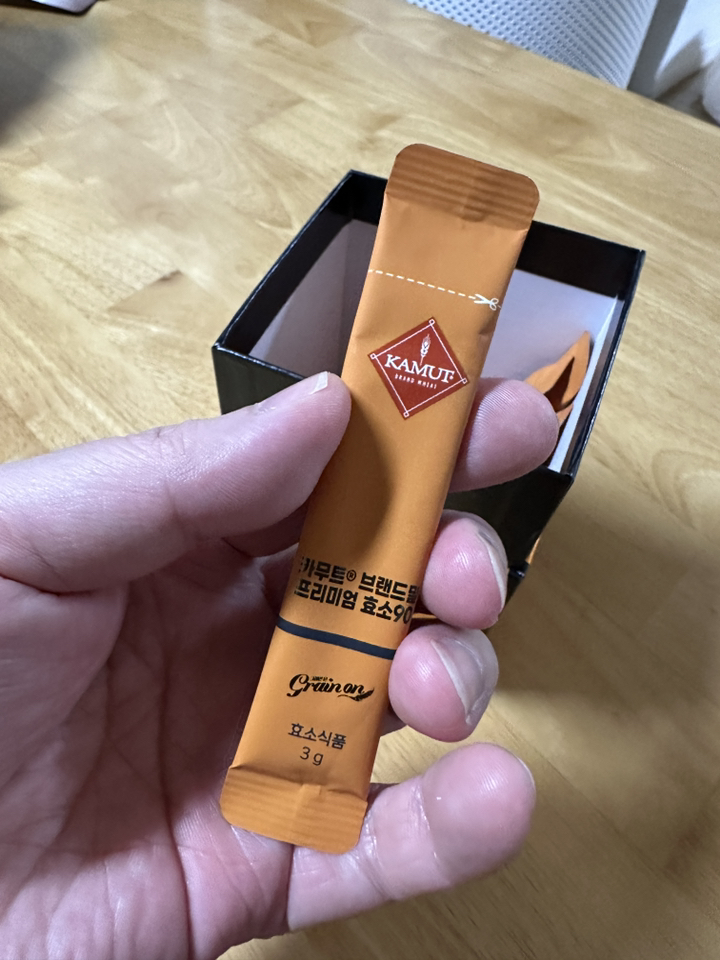 KAMUT
BRAND WHEAT
카무트® 브랜드밀
프리미엄 효소90
Grain on
효소식품
3g